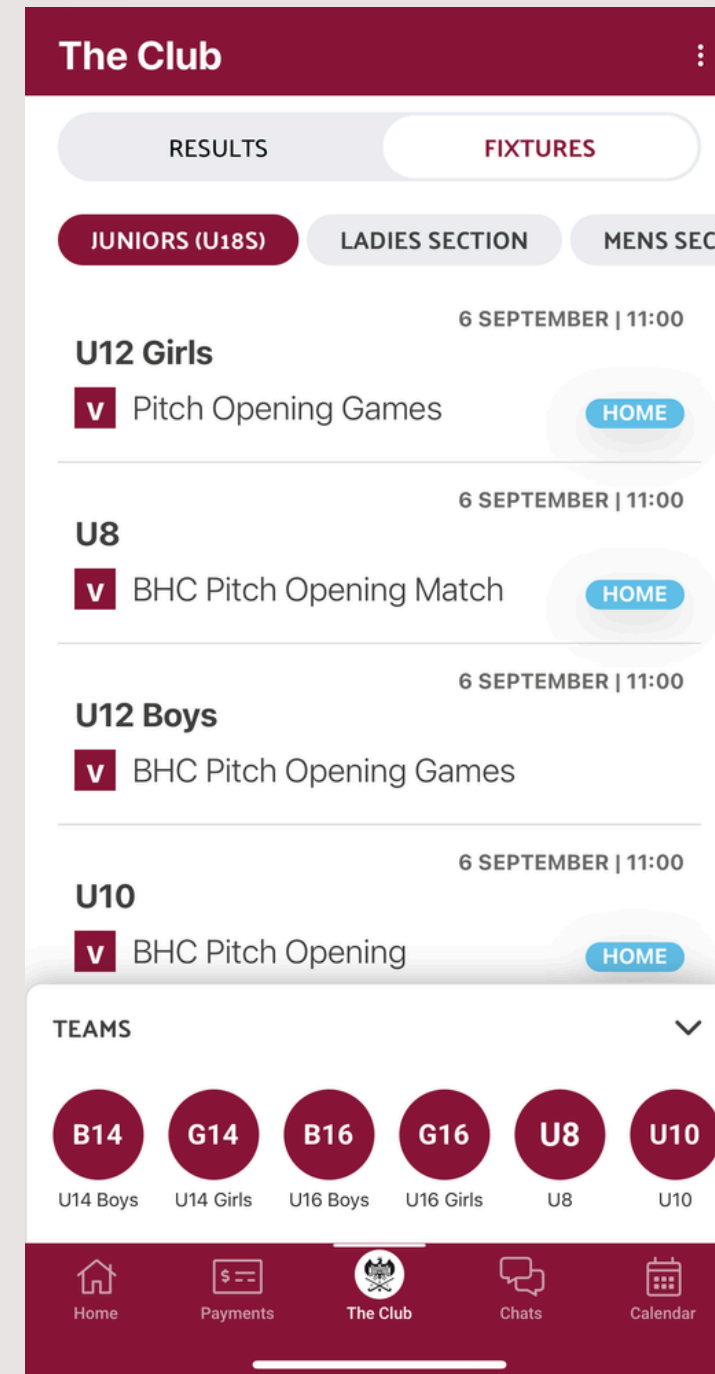 The Club
RESULTS
FIXTURES
JUNIORS (U18S)
LADIES SECTION
MENS SEC
6 SEPTEMBER | 11:00
U12 Girls
v Pitch Opening Games
HOME
6 SEPTEMBER | 11:00
U8
v BHC Pitch Opening Match
HOME
6 SEPTEMBER | 11:00
U12 Boys
v BHC Pitch Opening Games
6 SEPTEMBER | 11:00
U10
v BHC Pitch Opening
HOME
TEAMS
B14
G14
B16
G16
U8
U10
U14 Boys
U14 Girls
U16 Boys
U16 Girls
U8
U10
Home
Payments
The Club
Chats
Calendar